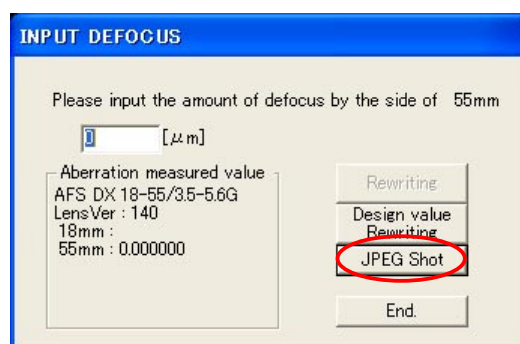 INPUT DEFOCUS
Please input the amount of defocus by the side of 55mm
0 [μm]
Aberration measured value
AFS DX 18-55/3.5-5.6G
LensVer : 140
18mm :
55mm : 0.000000
Rewriting
Design value
Rewriting
JPEG Shot
End.